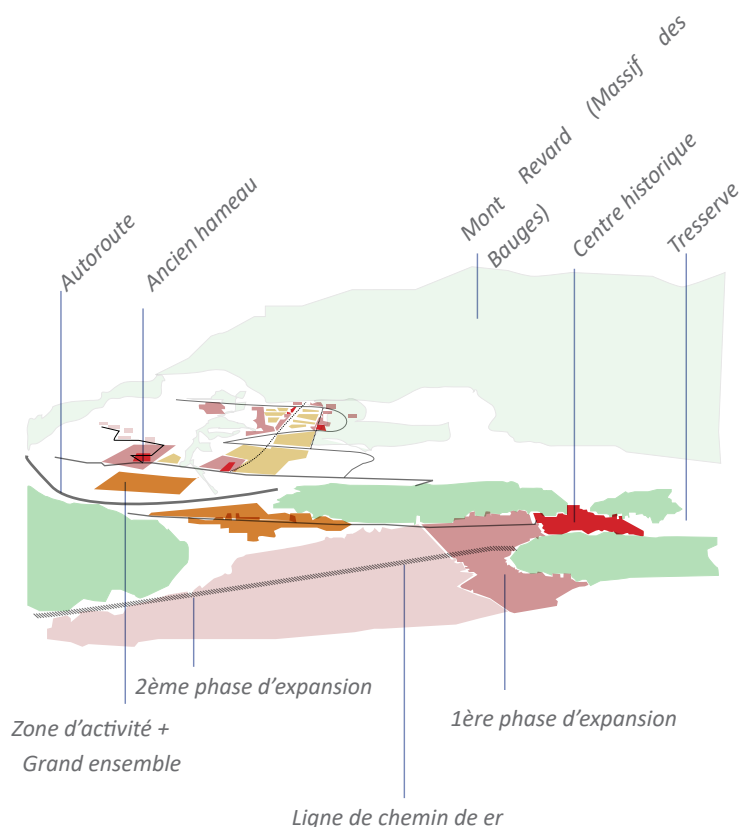 Autoroute
Ancien hameau
Mont Revard (Massif des
Bauges)
Centre historique
Tresserve
2ème phase d’expansion
1ère phase d’expansion
Zone d’activité +
Grand ensemble
Ligne de chemin de er